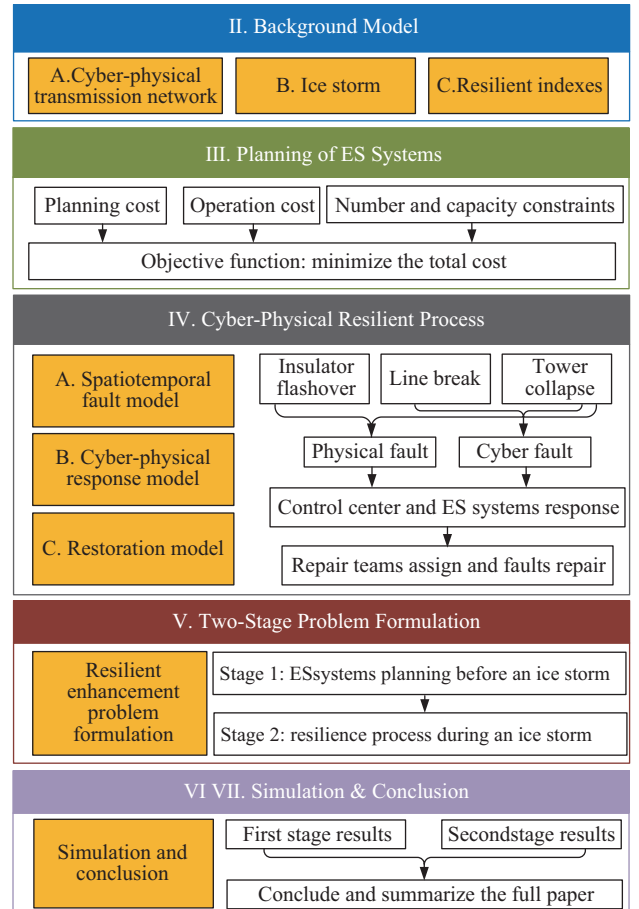 II. Background Model
A.Cyber-physical
transmission network
B. Ice storm
C.Resilient indexes
III. Planning of ES Systems
Planning cost
Operation cost
Number and capacity constraints
Objective function: minimize the total cost
IV. Cyber-Physical Resilient Process
A. Spatiotemporal
fault model
B. Cyber-physical
response model
C. Restoration model
Insulator
flashover
Line break
Tower
collapse
Physical fault
Cyber fault
Control center and ES systems response
Repair teams assign and faults repair
V. Two-Stage Problem Formulation
Resilient
enhancement
problem
formulation
Stage 1: ESsystems planning before an ice storm
Stage 2: resilience process during an ice storm
VI VII. Simulation & Conclusion
Simulation and
conclusion
First stage results
Secondstage results
Conclude and summarize the full paper